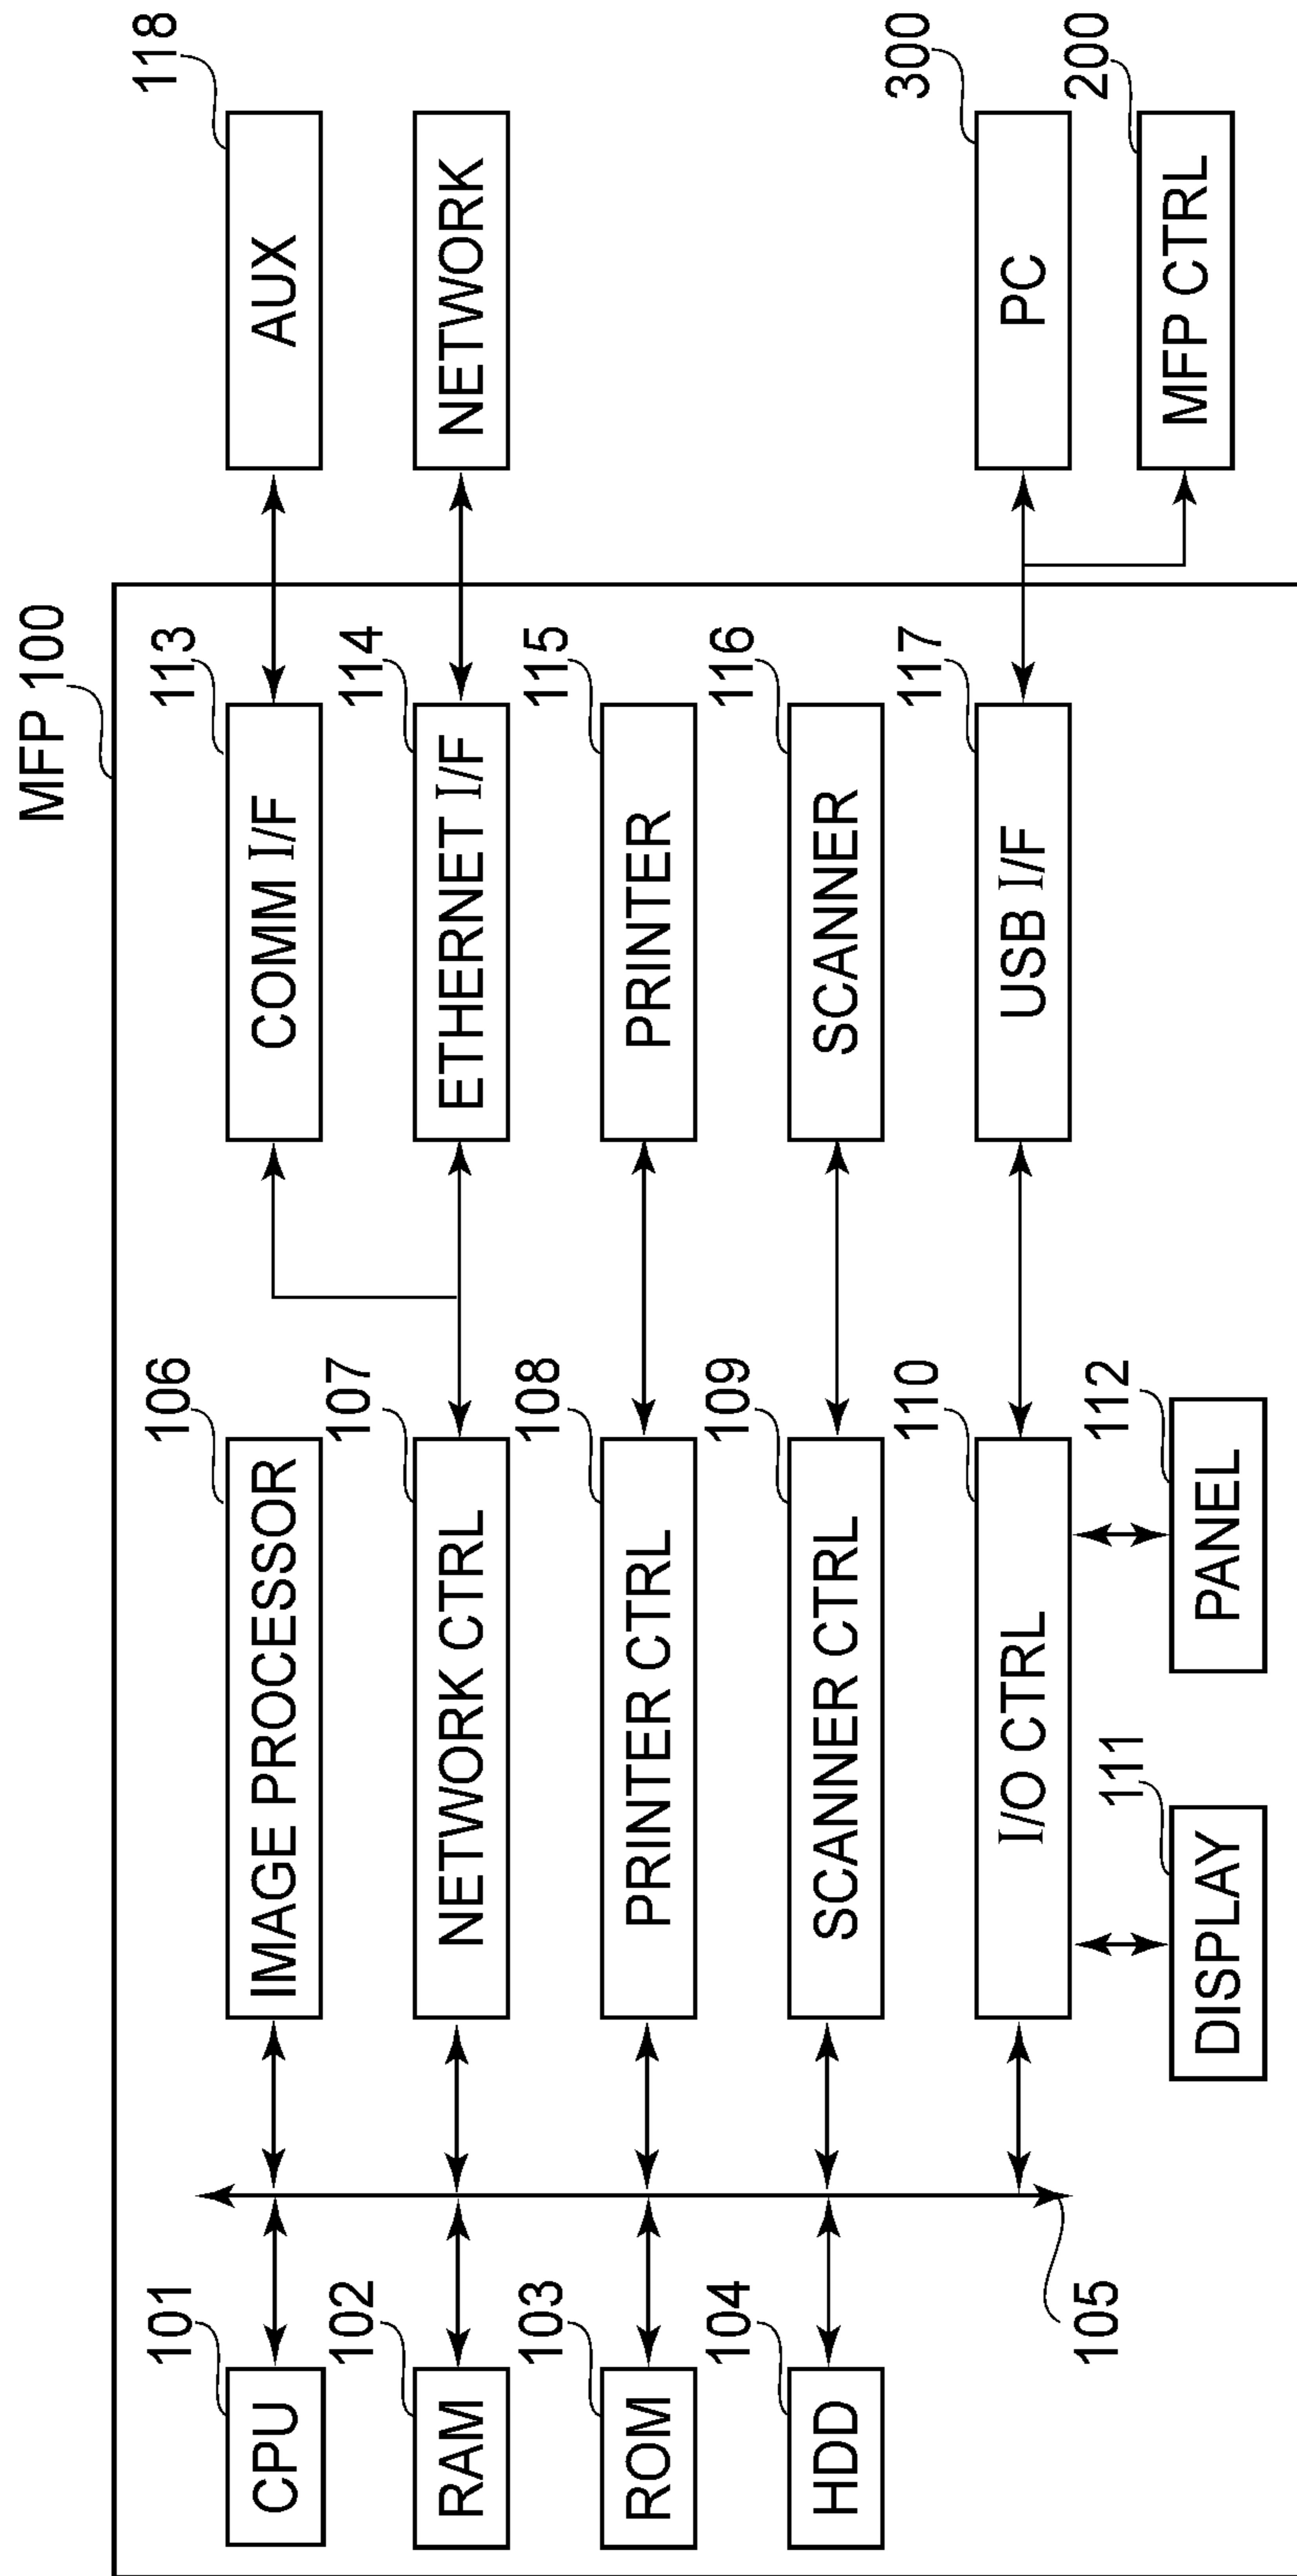 MFP 100
101
CPU
102
RAM
103
ROM
104
HDD
105
106
IMAGE PROCESSOR
107
NETWORK CTRL
108
PRINTER CTRL
109
SCANNER CTRL
110
I/O CTRL
111
DISPLAY
112
PANEL
113
COMM I/F
114
ETHERNET I/F
115
PRINTER
116
SCANNER
117
USB I/F
118
AUX
NETWORK
300
PC
200
MFP CTRL